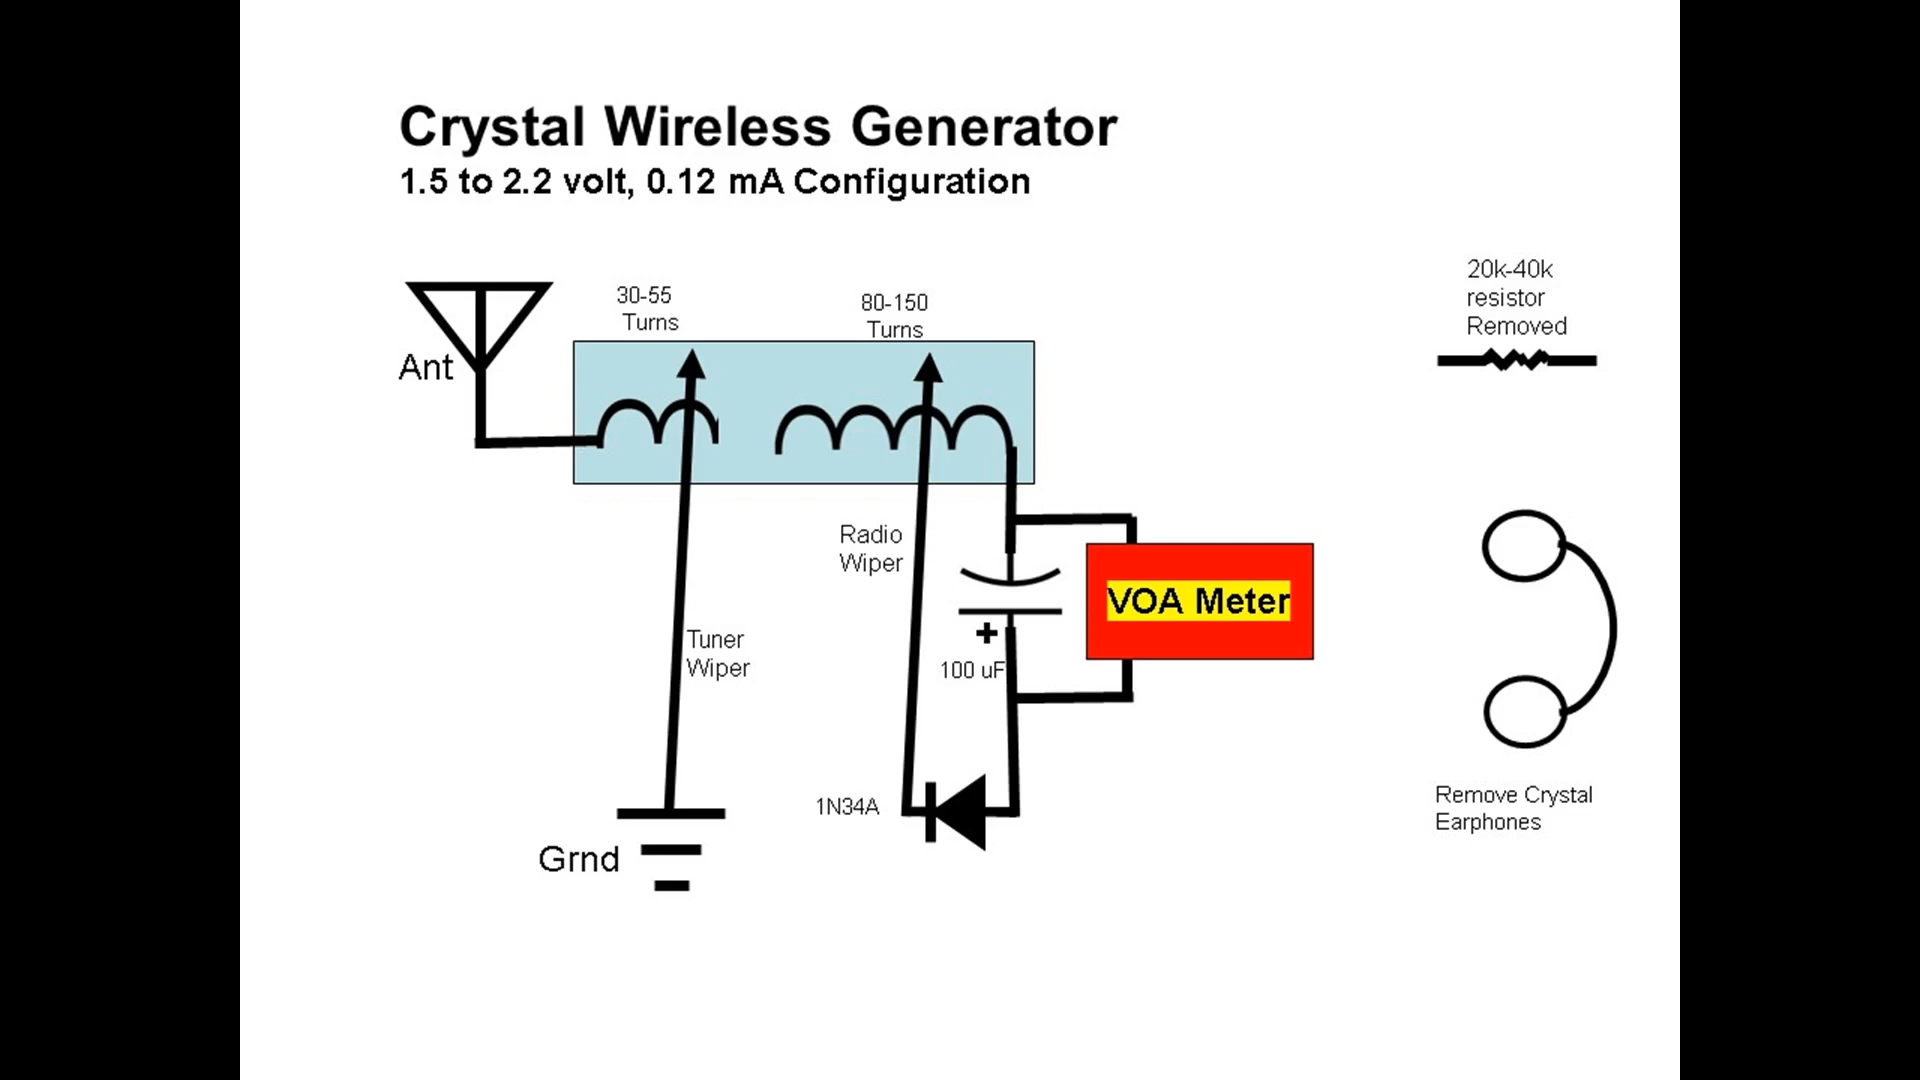 Crystal Wireless Generator
1.5 to 2.2 volt, 0.12 mA Configuration
20k-40k
resistor
Removed
30-55
Turns
80-150
Turns
Ant
Radio
Wiper
VOA Meter
+
Tuner
Wiper
100 uF
1N34A
Grnd
Remove Crystal
Earphones